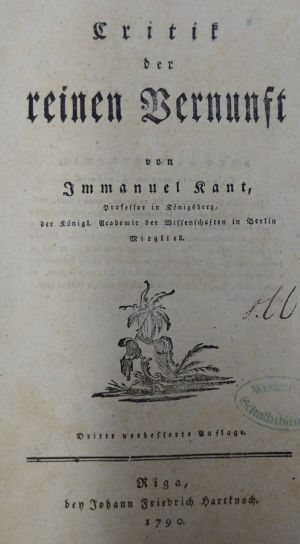 Critik
der
reinen Vernunft
von
Immanuel Kant,
Professor in Königsberg,
der Königl. Academie der Wissenschaften in Berlin
Mitglied.
Dritte verbesserte Auflage.
Riga,
bey Johann Friedrich Hartknoch.
1790.